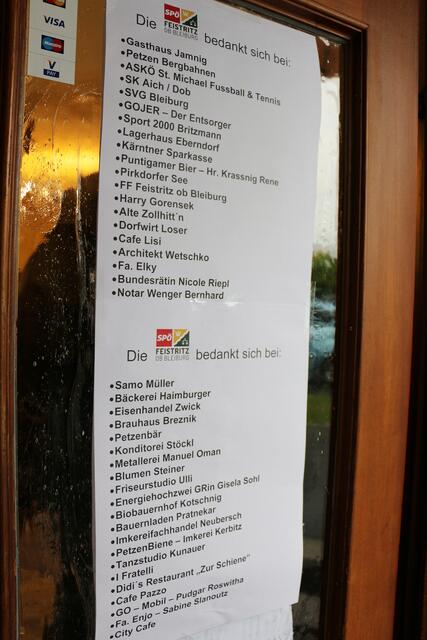 VISA
Maestro
V
PAY
Die SPÖ FEISTRITZ OB BLEIBURG bedankt sich bei:
•Gasthaus Jamnig
•Petzen Bergbahnen
•ASKÖ St. Michael Fussball & Tennis
•SK Aich / Dob
•SVG Bleiburg
•GOJER – Der Entsorger
•Sport 2000 Britzmann
•Lagerhaus Eberndorf
•Kärntner Sparkasse
•Puntigamer Bier – Hr. Krassnig Rene
•Pirkdorfer See
•FF Feistritz ob Bleiburg
•Harry Gorensek
•Alte Zollhitt´n
•Dorfwirt Loser
•Cafe Lisi
•Architekt Wetschko
•Fa. Elky
•Bundesrätin Nicole Riepl
•Notar Wenger Bernhard
Die SPÖ FEISTRITZ OB BLEIBURG bedankt sich bei:
•Samo Müller
•Bäckerei Haimburger
•Eisenhandel Zwick
•Brauhaus Breznik
•Petzenbär
•Konditorei Stöckl
•Metallerei Manuel Oman
•Blumen Steiner
•Friseurstudio Ulli
•Energiehochzwei GRin Gisela Sohl
•Biobauernhof Kotschnig
•Bauernladen Pratnekar
•Imkereifachhandel Neubersch
•PetzenBiene – Imkerei Kerbitz
•Tanzstudio Kunauer
•I Fratelli
•Didi´s Restaurant „Zur Schiene"
•Cafe Pazzo
•GO – Mobil – Pudgar Roswitha
•Fa. Enjo – Sabine Slanoutz
•City Cafe